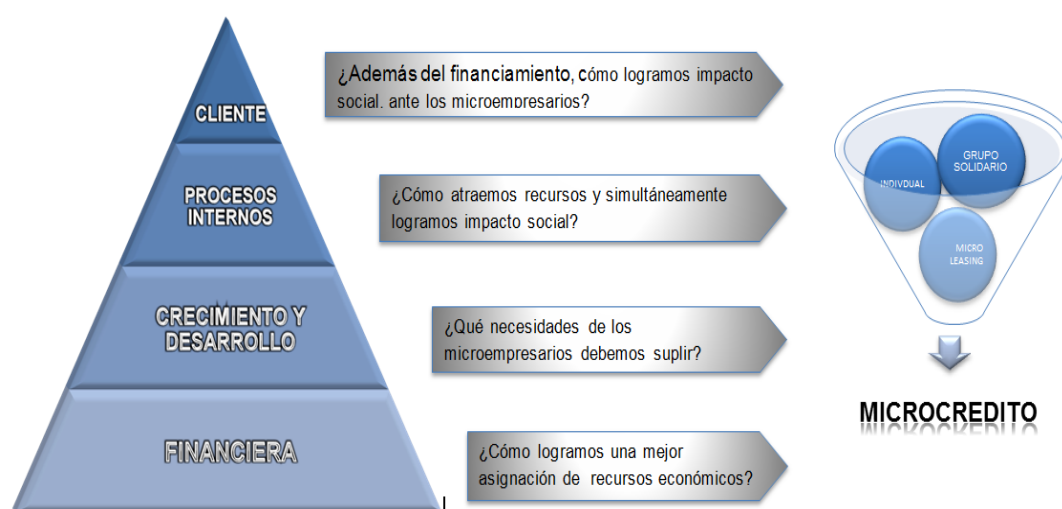 CLIENTE
¿Además del financiamiento, cómo logramos impacto
social. ante los microempresarios?
PROCESOS
INTERNOS
¿Cómo atraemos recursos y simultáneamente
logramos impacto social?
CRECIMIENTO Y
DESARROLLO
¿Qué necesidades de los
microempresarios debemos suplir?
FINANCIERA
¿Cómo logramos una mejor
asignación de recursos económicos?
GRUPO
SOLIDARIO
INDIVDUAL
MICRO
LEASING
MICROCREDITO